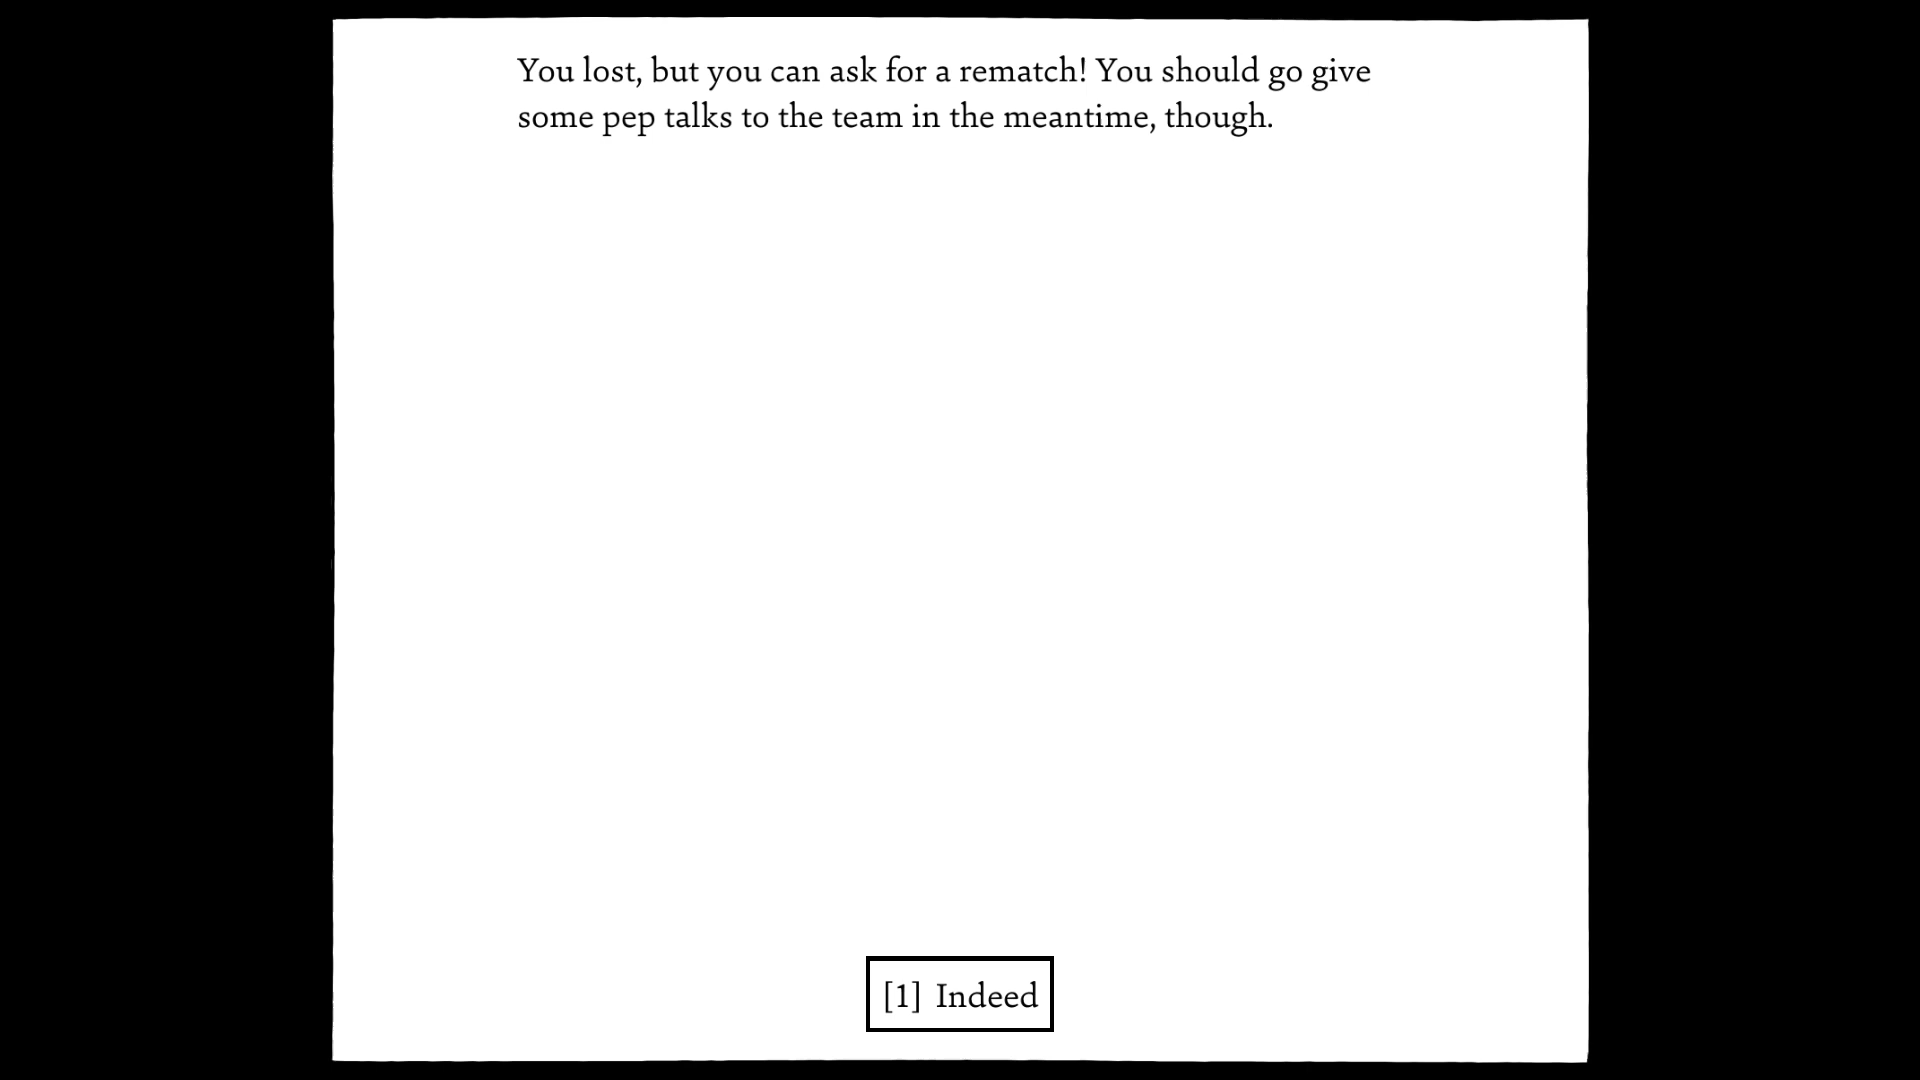 You lost, but you can ask for a rematch! You should go give
some pep talks to the team in the meantime, though.
[1] Indeed